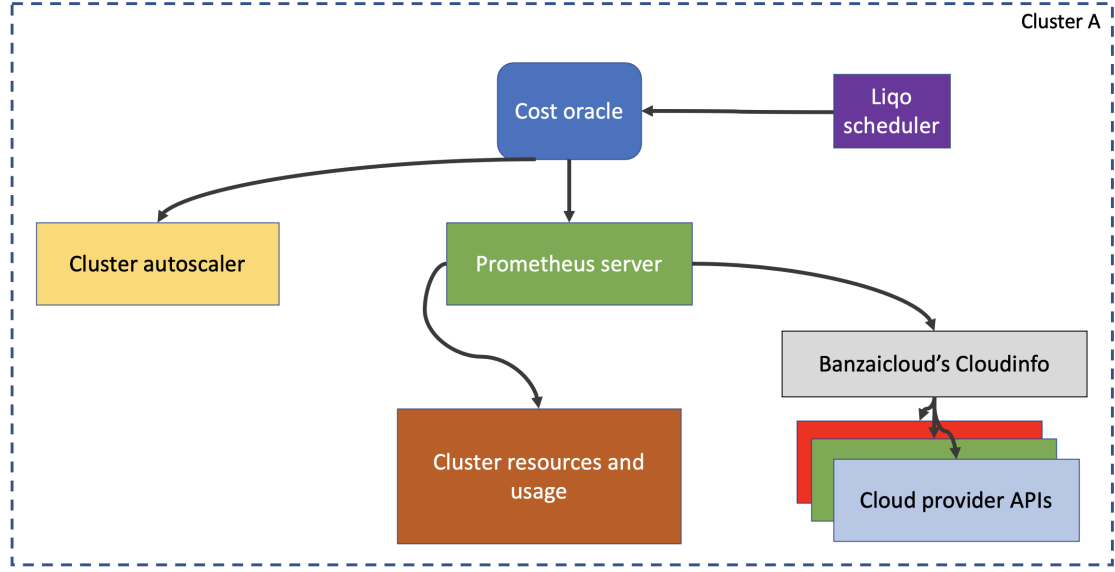 Cluster A
Cost oracle
Liqo
scheduler
Cluster autoscaler
Prometheus server
Banzaicloud's Cloudinfo
Cluster resources and
usage
Cloud provider APIs